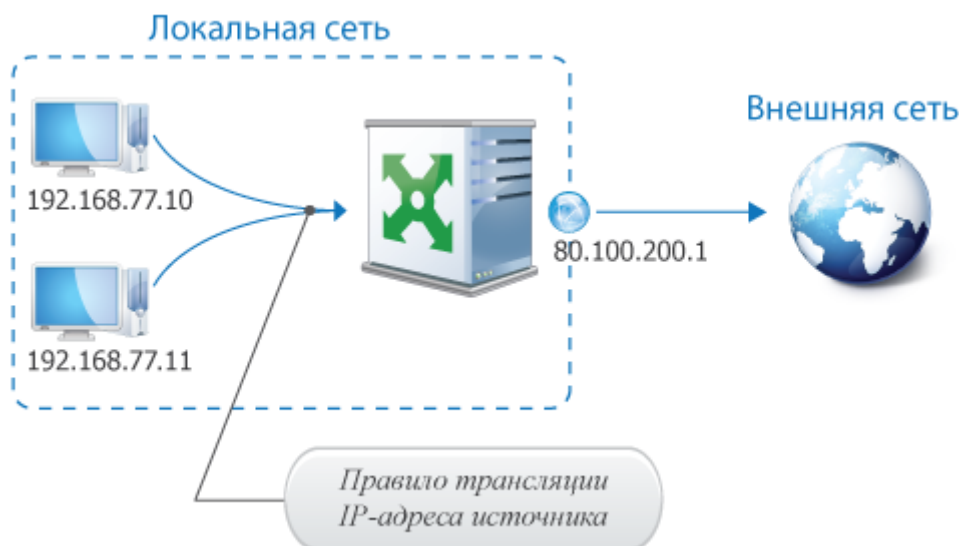 Локальная сеть
Внешняя сеть
192.168.77.10
80.100.200.1
192.168.77.11
Правило трансляции
IP-адреса источника